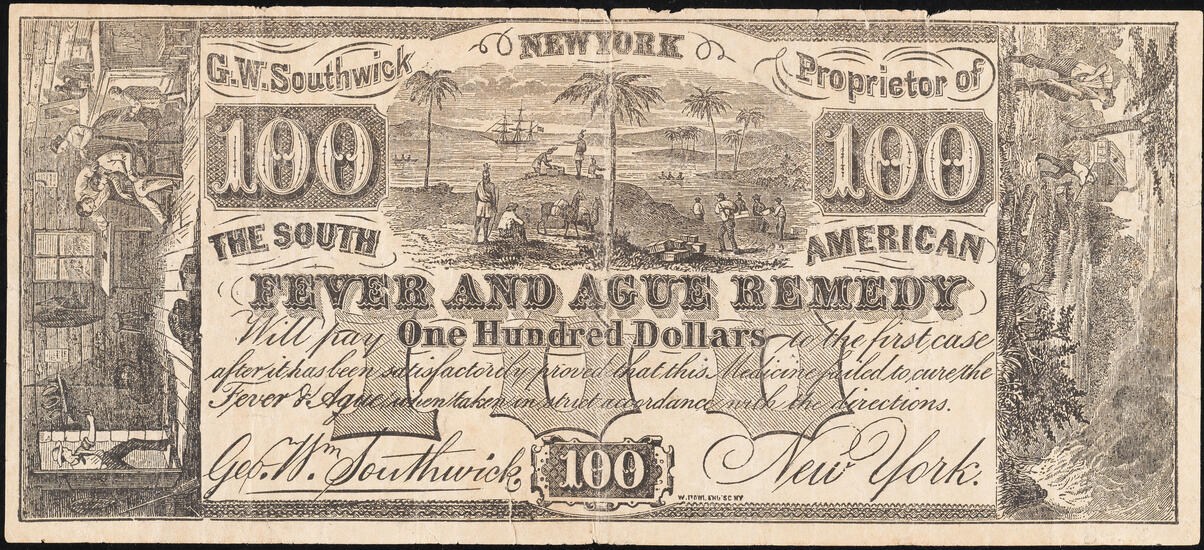 NEW YORK
G.W. Southwick Proprietor of
100 100
THE SOUTH AMERICAN
FEVER AND AGUE REMEDY
Will pay One Hundred Dollars to the first case
after it has been satisfactorily proved that this Medicine failed to cure the
Fever & Ague when taken in strict accordance with the directions.
Geo. Wm Southwick 100 New York.